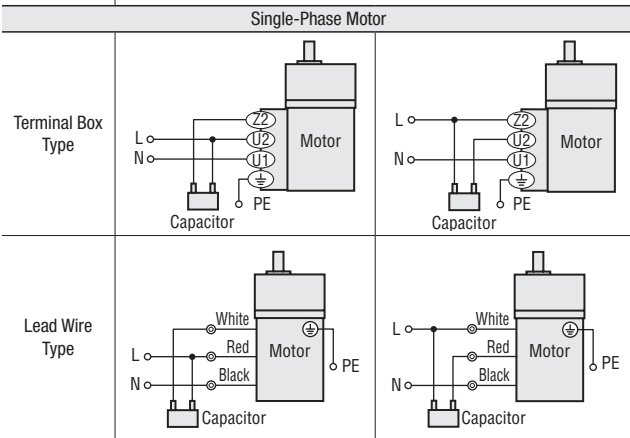 Single-Phase Motor
Terminal Box
Type
Z2
L
U2
Motor
N
U1
PE
Capacitor
L
Z2
U2
Motor
N
U1
PE
Capacitor
Lead Wire
Type
White
L
Red
Motor
PE
N
Black
Capacitor
L
White
Red
Motor
PE
N
Black
Capacitor